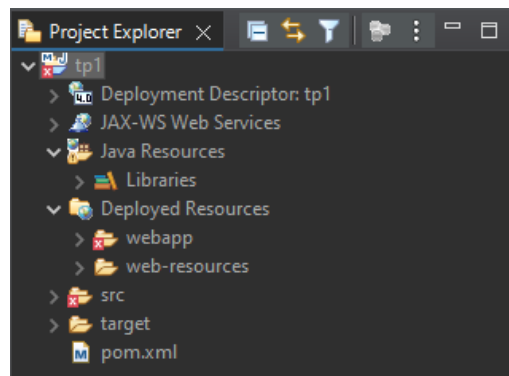 Project Explorer
tp1
Deployment Descriptor: tp1
JAX-WS Web Services
Java Resources
Libraries
Deployed Resources
webapp
web-resources
src
target
pom.xml